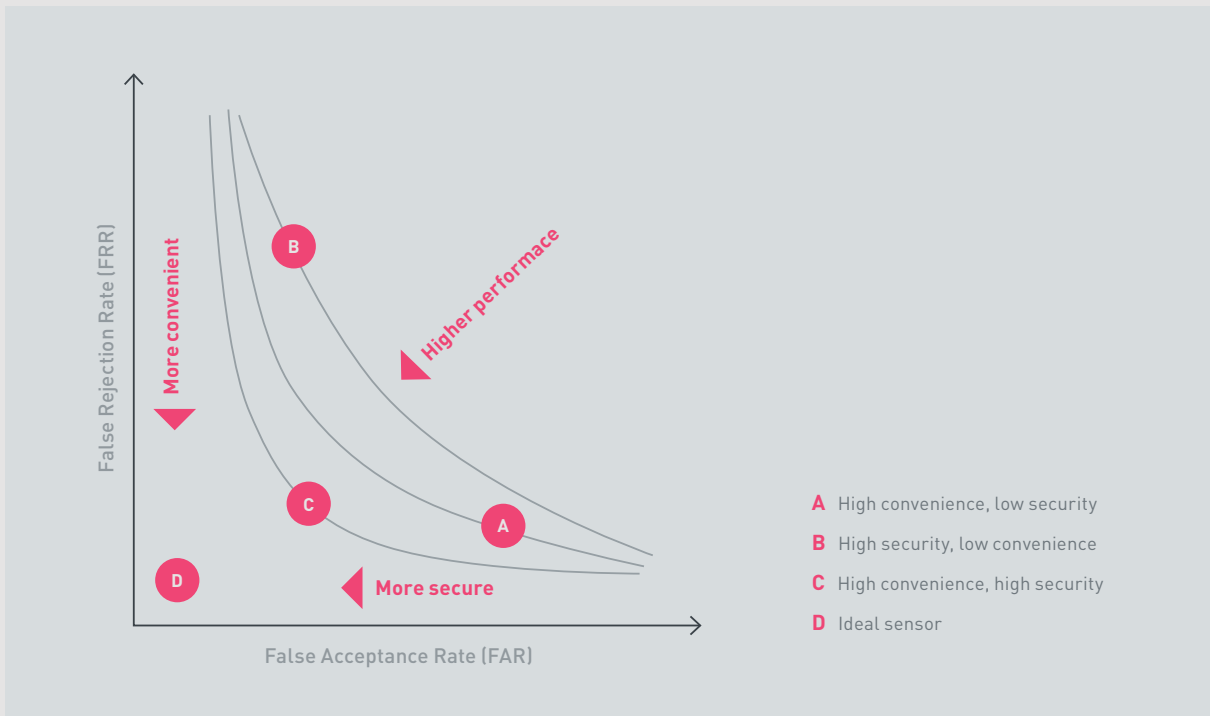 False Rejection Rate (FRR)
More convenient
B
Higher performace
C
A
D
More secure
False Acceptance Rate (FAR)
A High convenience, low security
B High security, low convenience
C High convenience, high security
D Ideal sensor